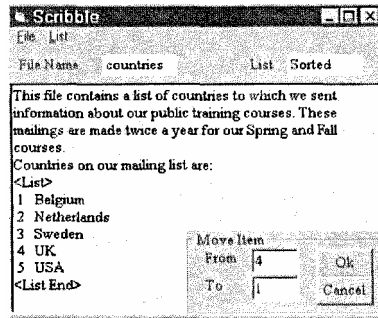 Scribble
File List
File Name countries List Sorted
This file contains a list of countries to which we sent
information about our public training courses. These
mailings are made twice a year for our Spring and Fall
courses.
Countries on our mailing list are:
<List>
1 Belgium
2 Netherlands
3 Sweden
4 UK
5 USA
<List End>
Move Item
From 4
To 1
Ok
Cancel